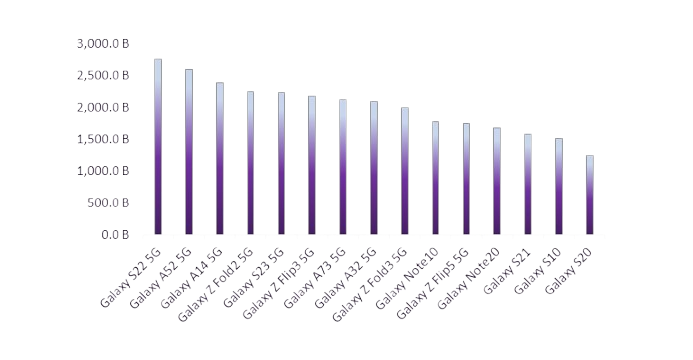 3,000.0 B
2,500.0 B
2,000.0 B
1,500.0 B
1,000.0 B
500.0 B
0.0 B
Galaxy S22 5G
Galaxy A52 5G
Galaxy A14 5G
Galaxy Z Fold2 5G
Galaxy S23 5G
Galaxy Z Flip3 5G
Galaxy A73 5G
Galaxy A32 5G
Galaxy Z Fold3 5G
Galaxy Note10
Galaxy Z Flip5 5G
Galaxy Note20
Galaxy S21
Galaxy S10
Galaxy S20